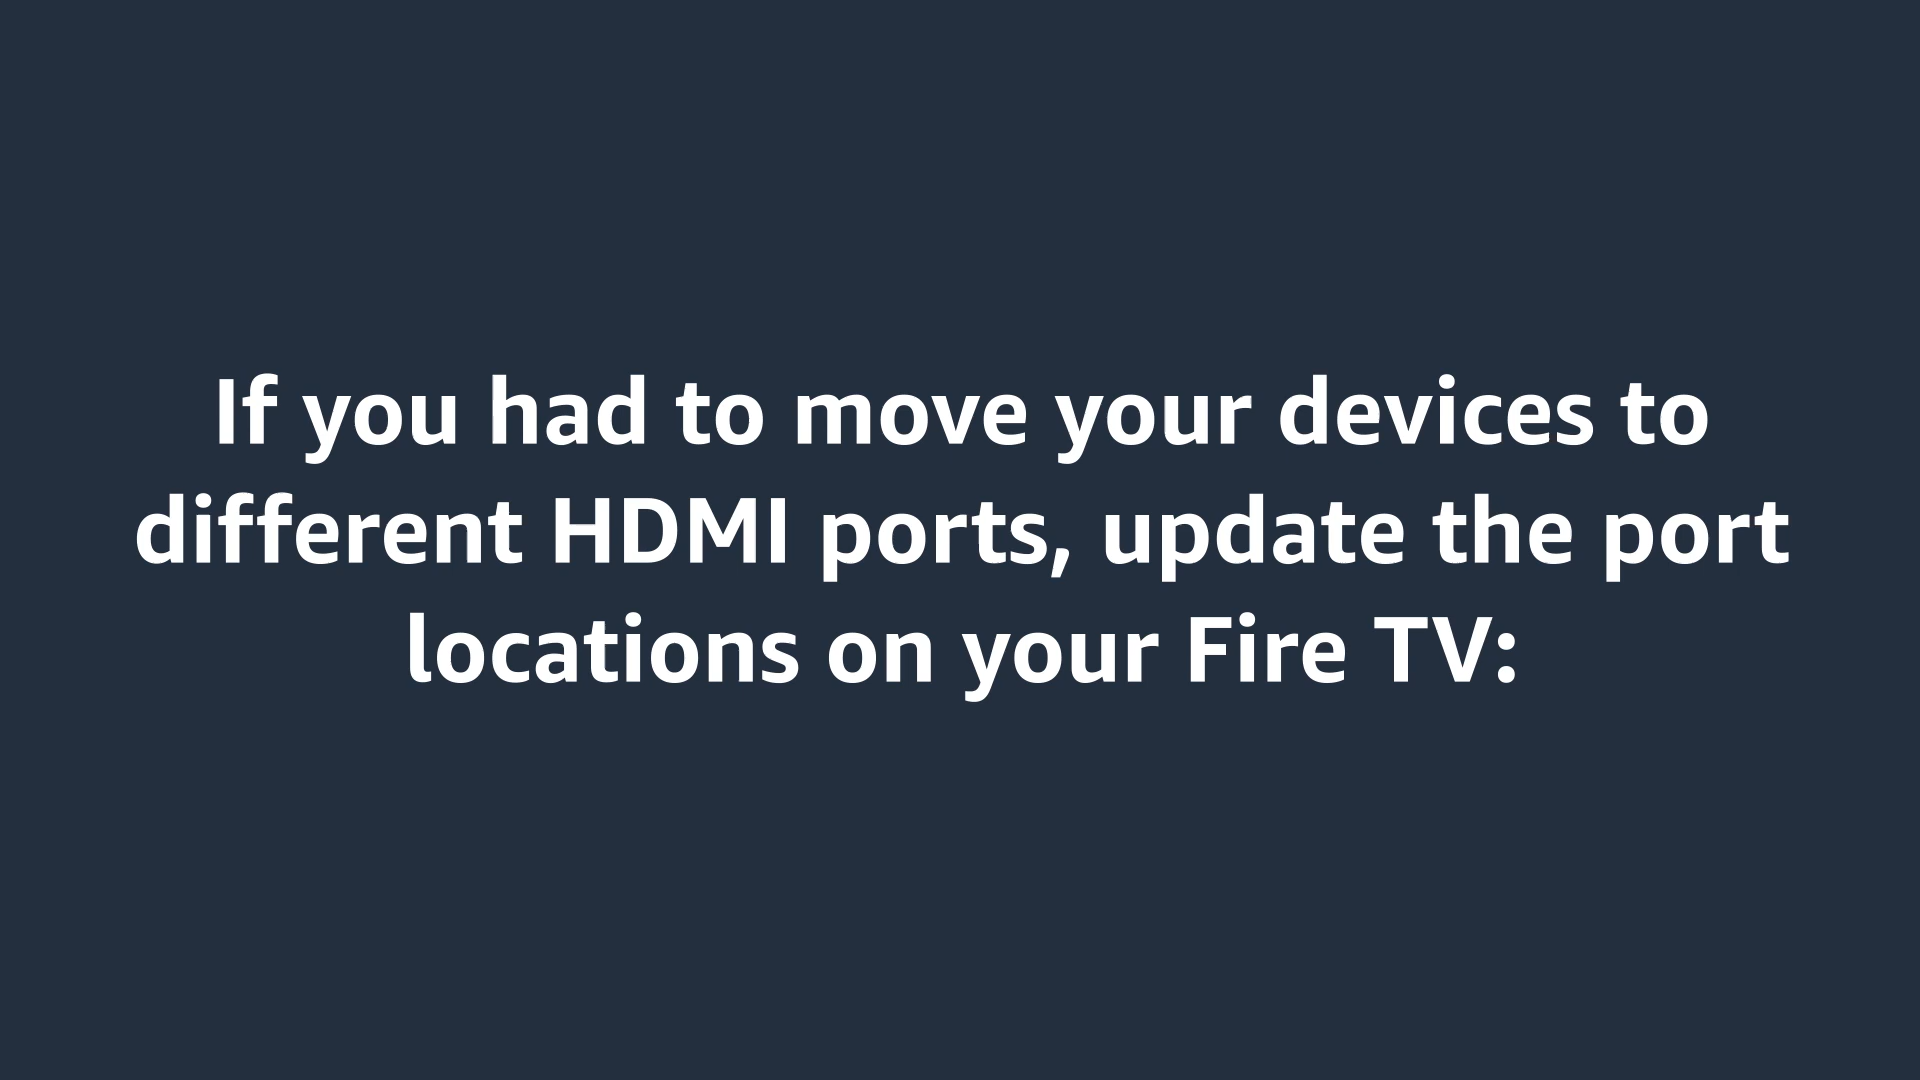 If you had to move your devices to
different HDMI ports, update the port
locations on your Fire TV: